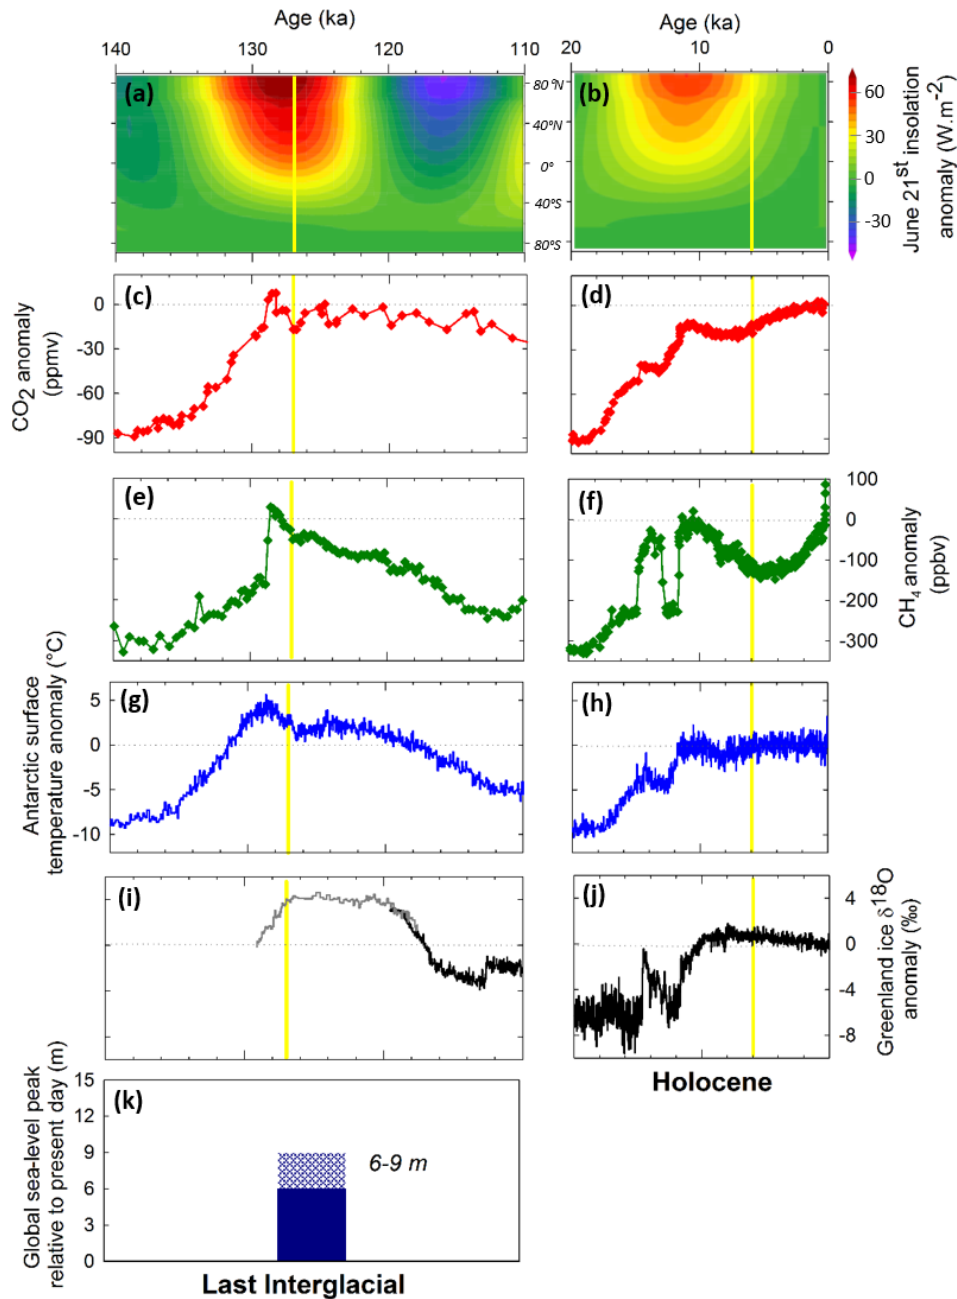 Age (ka)
Age (ka)
140 130 120 110
20 10 0
(a)
80°N
40°N
0°
40°S
80°S
(b)
60
30
0
-30
June 21st insolation
anomaly (W.m-2)
(c)
0
-30
-60
-90
CO2 anomaly
(ppmv)
(d)
(e)
(f)
100
0
-100
-200
-300
CH4 anomaly
(ppbv)
(g)
5
0
-5
-10
Antarctic surface
temperature anomaly (°C)
(h)
(i)
(j)
4
0
-4
-8
Greenland ice δ18O
anomaly (‰)
Holocene
(k)
15
12
9
6
3
0
Global sea-level peak
relative to present day (m)
6-9 m
Last Interglacial